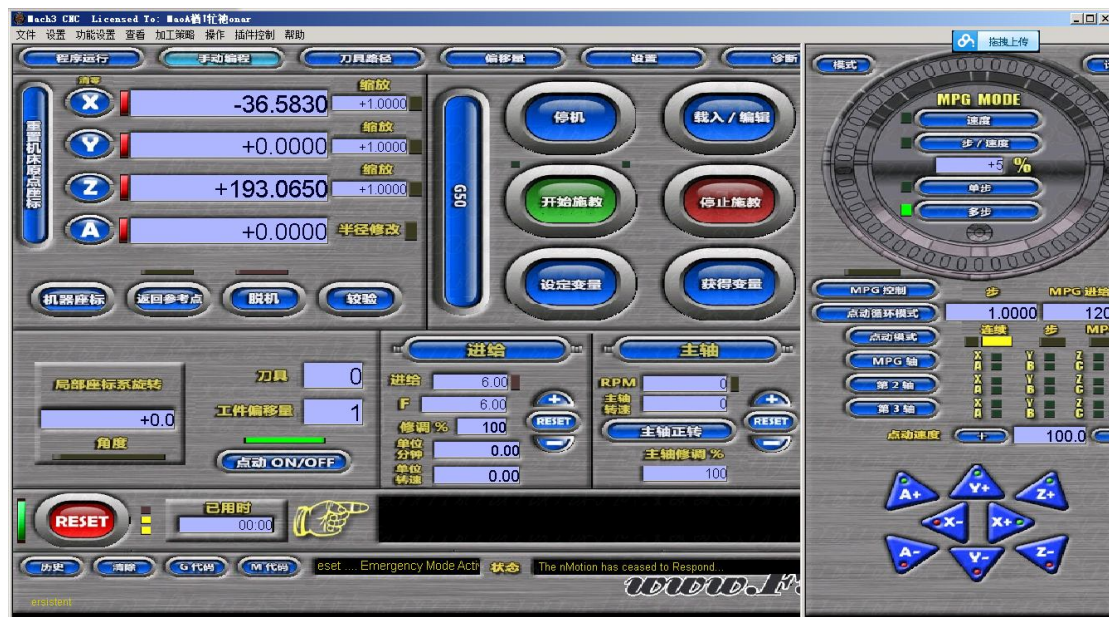 Mach3 CNC Licensed To:
文件 设置 功能设置 查看 加工策略 操作 插件控制 帮助
程序运行 手动编程 刀具路径 偏移量 设置 诊断
拖拽上传
模式
清零 缩放
X -36.5830 +1.0000
缩放
Y +0.0000 +1.0000
缩放
Z +193.0650 +1.0000
A +0.0000 半径修改
重置机床原点座标
机器座标 返回参考点 脱机 较验
G50
停机 载入 / 编辑
开始施教 停止施教
设定变量 获得变量
MPG MODE
速度
步 / 速度
+5 %
单步
多步
MPG 控制 步 MPG 进给
点动循环模式 1.0000 120
点动模式 连续 步 MP
MPG 轴 X Y Z
A B C
第 2 轴 X Y Z
A B C
第 3 轴 X Y Z
A B C
点动速度 + 100.0
A+ Y+ Z+
X- X+
A- Y- Z-
局部座标系旋转
+0.0
角度
刀具 0
工件偏移量 1
点动 ON/OFF
进给
进给 6.00
F 6.00
修调 % 100
单位
分钟 0.00
单位
转速 0.00
+
RESET
-
主轴
RPM 0
主轴
转速 0
主轴正转
主轴修调 %
100
+
RESET
-
RESET
已用时
00:00
历史 清除 G 代码 M 代码 eset .... Emergency Mode Acti 状态 The nMotion has ceased to Respond...
www.F
ersistent